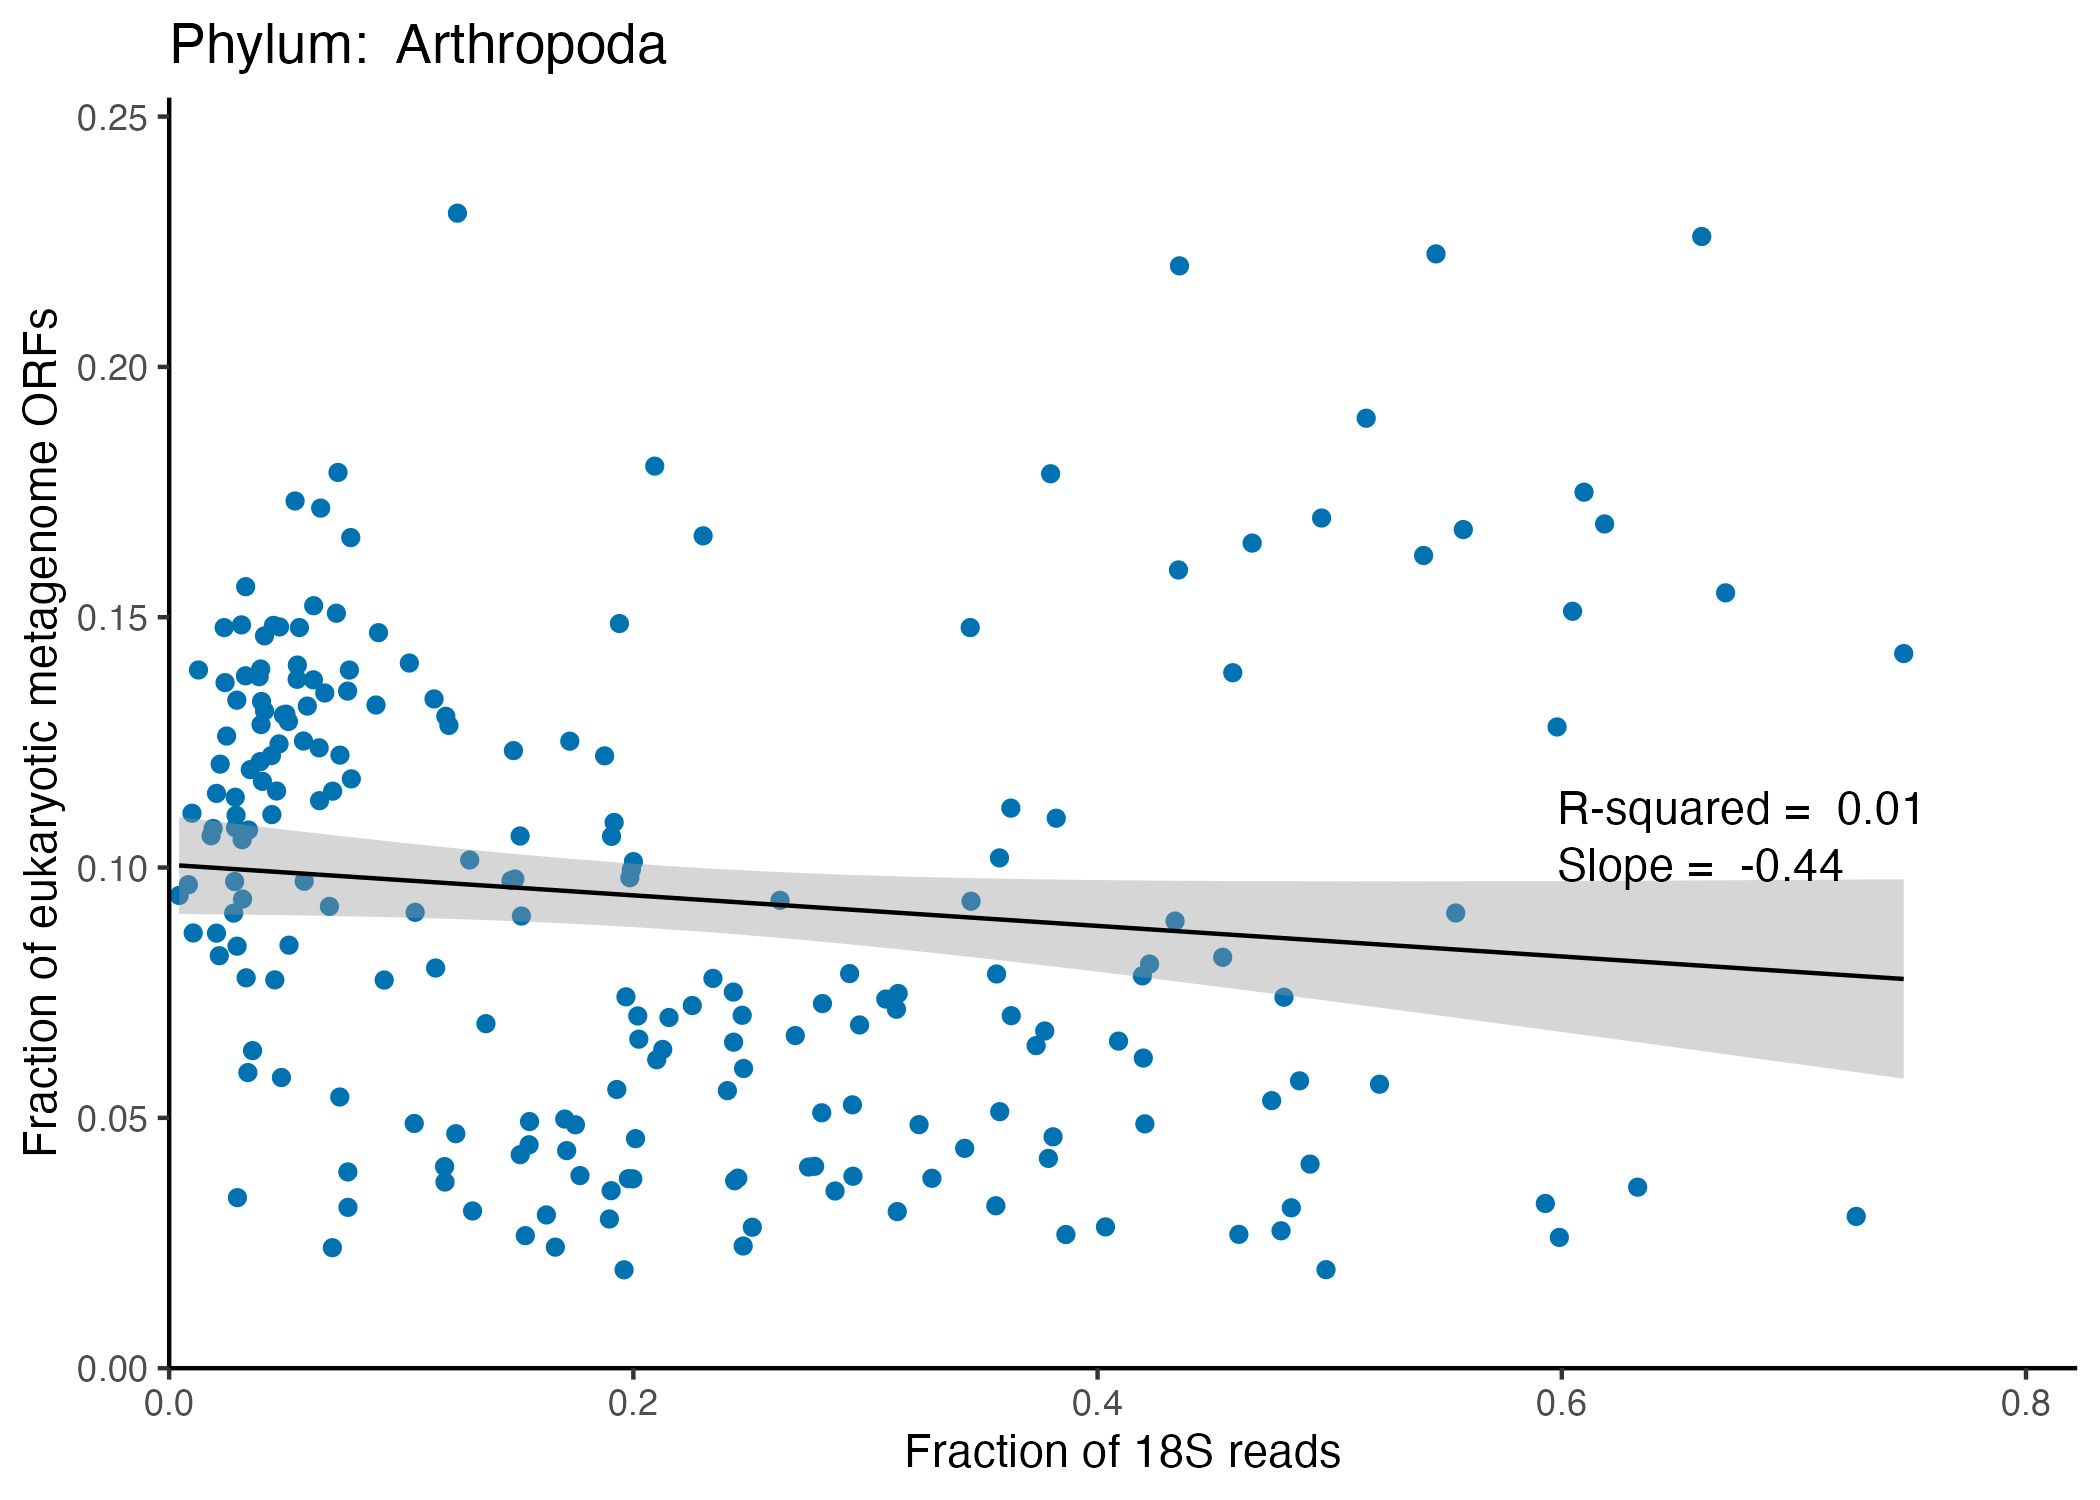 Phylum: Arthropoda
0.25
0.20
0.15
0.10
0.05
0.00
Fraction of eukaryotic metagenome ORFs
R-squared = 0.01
Slope = -0.44
0.0 0.2 0.4 0.6 0.8
Fraction of 18S reads